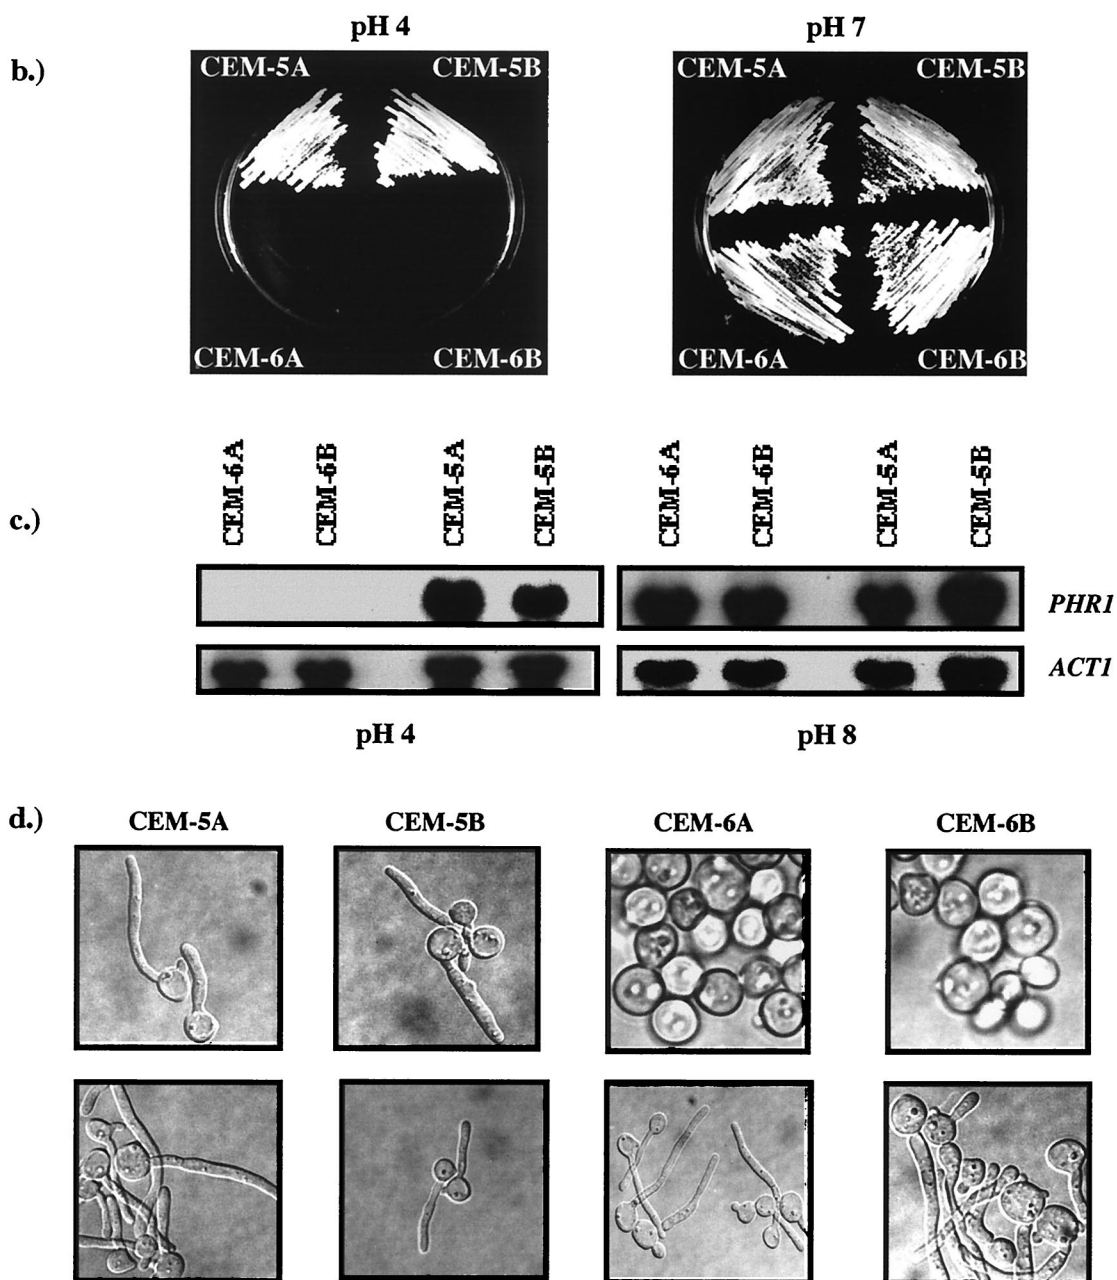 pH 4 pH 7
b.)
CEM-5A CEM-5B CEM-5A CEM-5B
CEM-6A CEM-6B CEM-6A CEM-6B
CEM-6A CEM-6B CEM-5A CEM-5B CEM-6A CEM-6B CEM-5A CEM-5B
c.)
PHR1
ACT1
pH 4 pH 8
d.)
CEM-5A CEM-5B CEM-6A CEM-6B